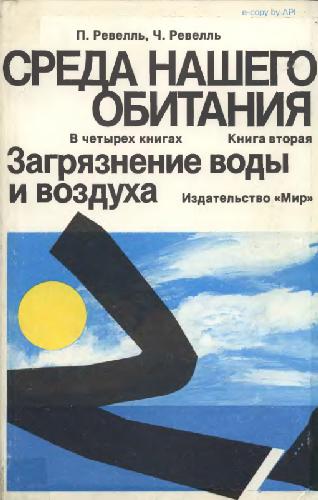 e-copy by API
П. Ревелль, Ч. Ревелль
СРЕДА НАШЕГО
ОБИТАНИЯ
В четырех книгах Книга вторая
Загрязнение воды
и воздуха Издательство «Мир»